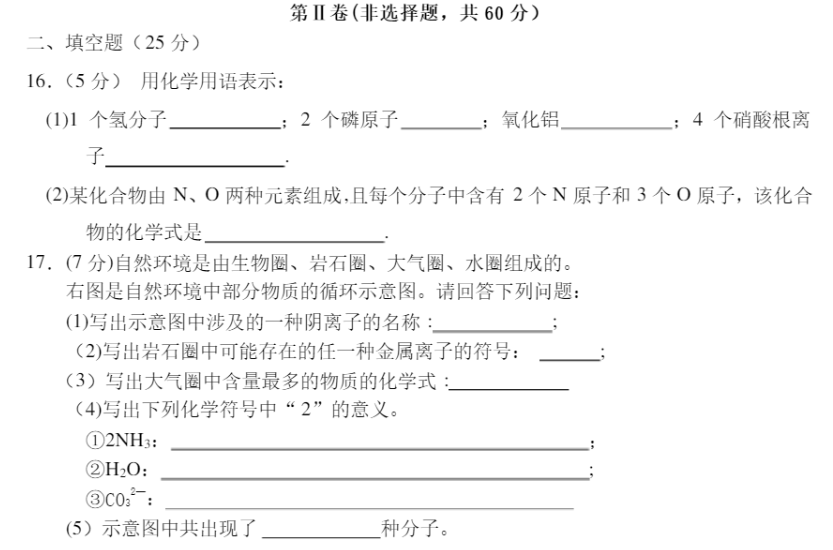 第Ⅱ卷(非选择题，共 60 分)
二、填空题（25 分）
16．（5 分） 用化学用语表示：
(1)1 个氢分子____________；2 个磷原子_________；氧化铝____________；4 个硝酸根离
子____________________.
(2)某化合物由 N、O 两种元素组成,且每个分子中含有 2 个 N 原子和 3 个 O 原子，该化合
物的化学式是____________________.
17．(7 分)自然环境是由生物圈、岩石圈、大气圈、水圈组成的。
右图是自然环境中部分物质的循环示意图。请回答下列问题：
(1)写出示意图中涉及的一种阴离子的名称：_____________;
（2)写出岩石圈中可能存在的任一种金属离子的符号： _______;
（3）写出大气圈中含量最多的物质的化学式：_____________
（4)写出下列化学符号中“ 2”的意义。
①2NH₃：______________________________________________；
②H₂O：_______________________________________________;
③CO₃²⁻：_____________________________________________
(5）示意图中共出现了_____________种分子。